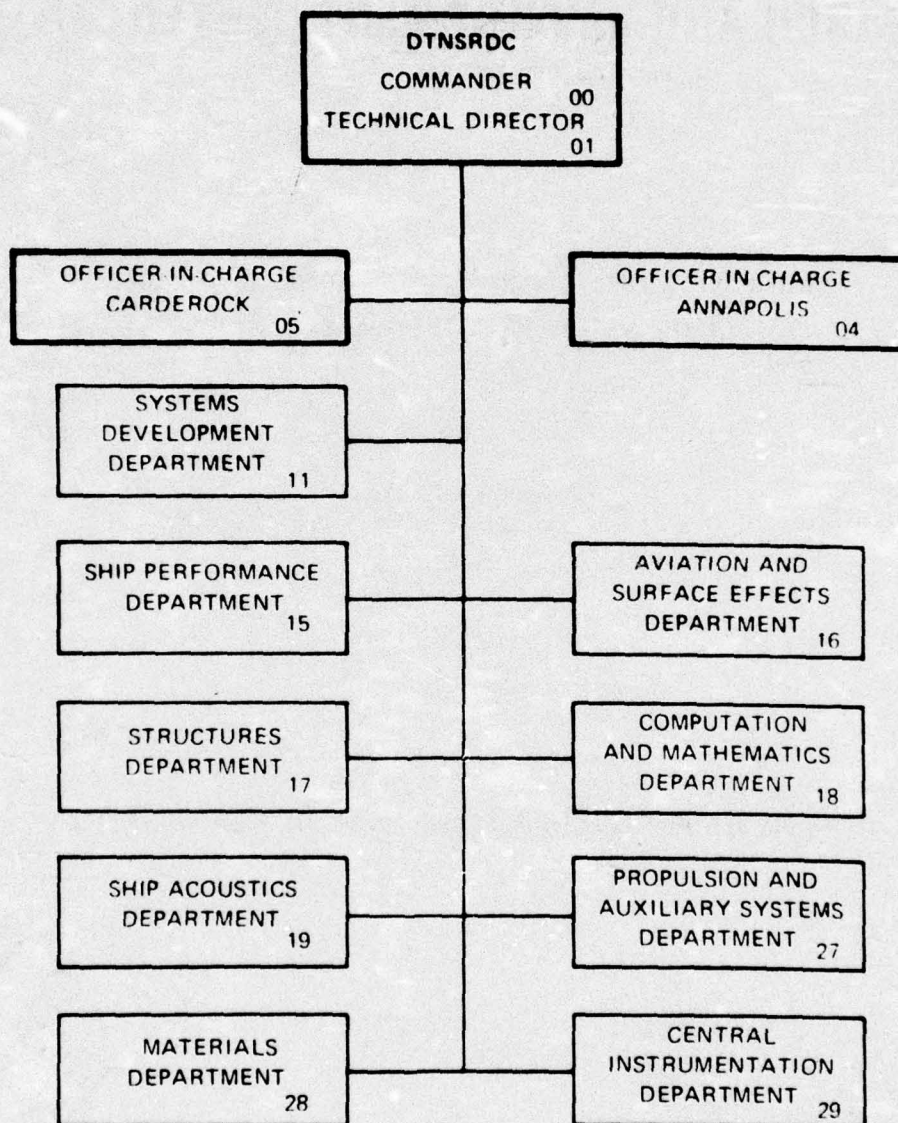 DTNSRDC
COMMANDER
00
TECHNICAL DIRECTOR
01
OFFICER-IN-CHARGE
CARDEROCK
05
OFFICER IN CHARGE
ANNAPOLIS
04
SYSTEMS
DEVELOPMENT
DEPARTMENT
11
SHIP PERFORMANCE
DEPARTMENT
15
AVIATION AND
SURFACE EFFECTS
DEPARTMENT
16
STRUCTURES
DEPARTMENT
17
COMPUTATION
AND MATHEMATICS
DEPARTMENT
18
SHIP ACOUSTICS
DEPARTMENT
19
PROPULSION AND
AUXILIARY SYSTEMS
DEPARTMENT
27
MATERIALS
DEPARTMENT
28
CENTRAL
INSTRUMENTATION
DEPARTMENT
29